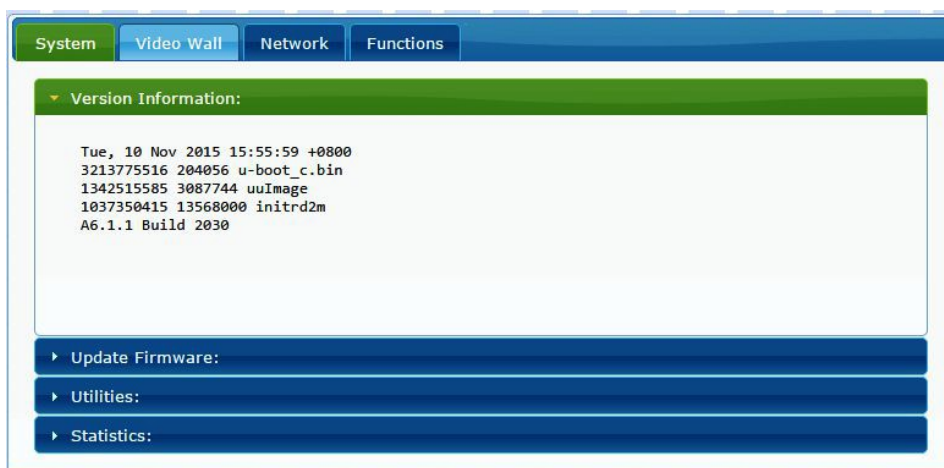 System Video Wall Network Functions
Version Information:
Tue, 10 Nov 2015 15:55:59 +0800
3213775516 204056 u-boot_c.bin
1342515585 3087744 uuImage
1037350415 13568000 initrd2m
A6.1.1 Build 2030
Update Firmware:
Utilities:
Statistics: